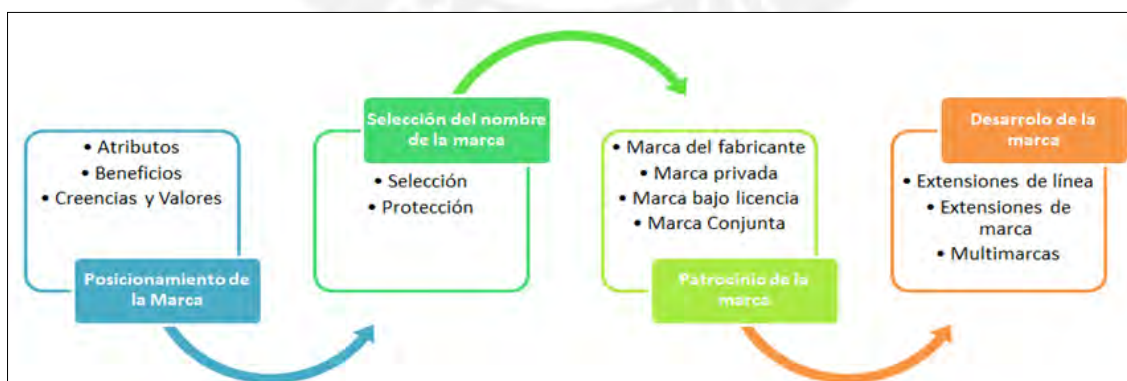 • Atributos
• Beneficios
• Creencias y Valores
Posicionamiento de
la Marca
Selección del nombre
de la marca
• Selección
• Protección
• Marca del fabricante
• Marca privada
• Marca bajo licencia
• Marca Conjunta
Patrocinio de la
marca
Desarrolo de la
marca
• Extensiones de línea
• Extensiones de
marca
• Multimarcas